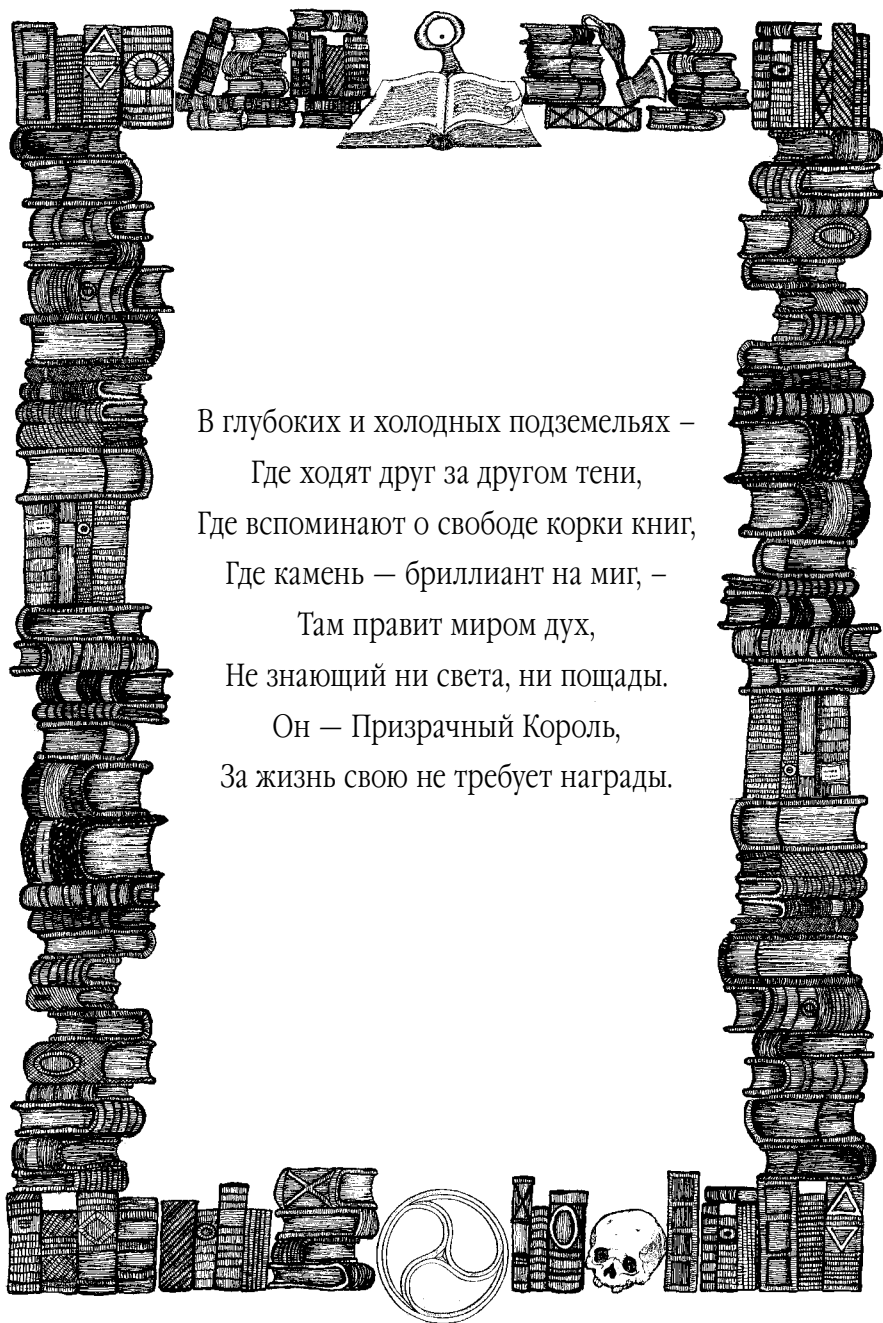 В глубоких и холодных подземельях –
Где ходят друг за другом тени,
Где вспоминают о свободе корки книг,
Где камень — бриллиант на миг, –
Там правит миром дух,
Не знающий ни света, ни пощады.
Он — Призрачный Король,
За жизнь свою не требует награды.